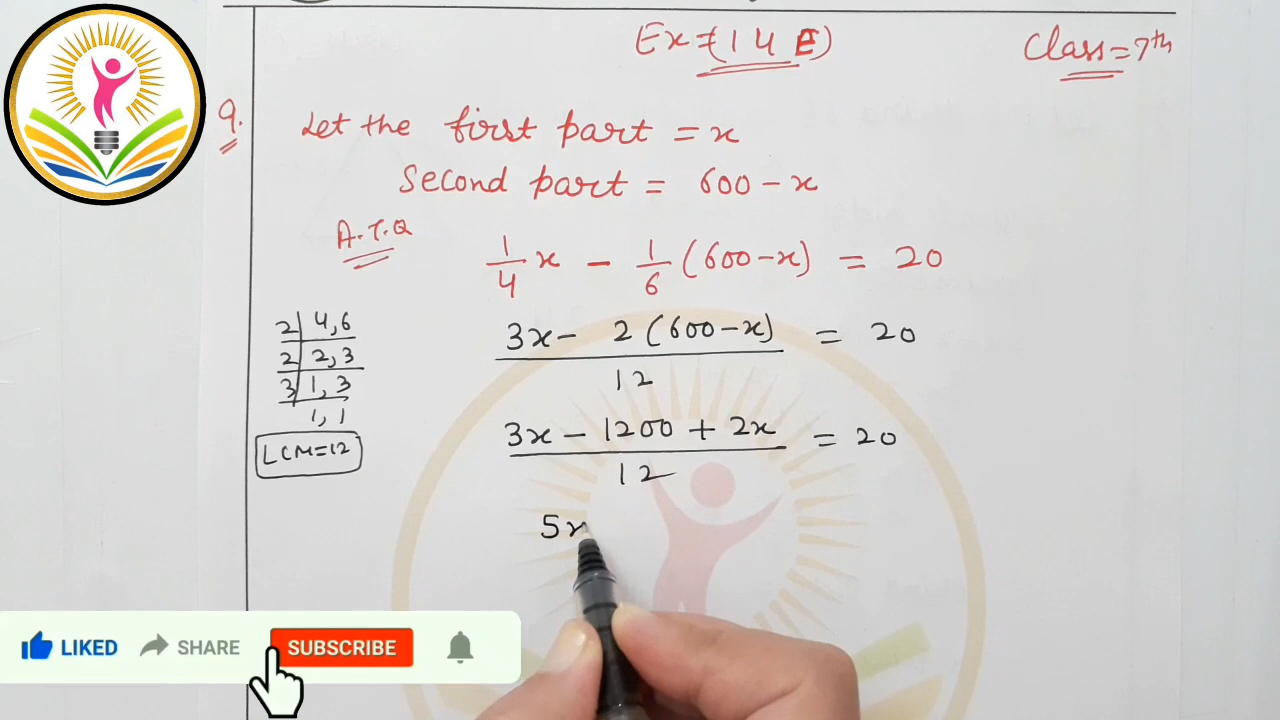 Ex=(14E)
Class=7th
9. Let the first part = x
Second part = 600-x
A.T.Q
1/4 x - 1/6 (600-x) = 20
2| 4,6
2| 2,3
3| 1,3
1,1
LCM=12
3x- 2(600-x) / 12 = 20
3x - 1200 + 2x / 12 = 20
5x
LIKED SHARE SUBSCRIBE